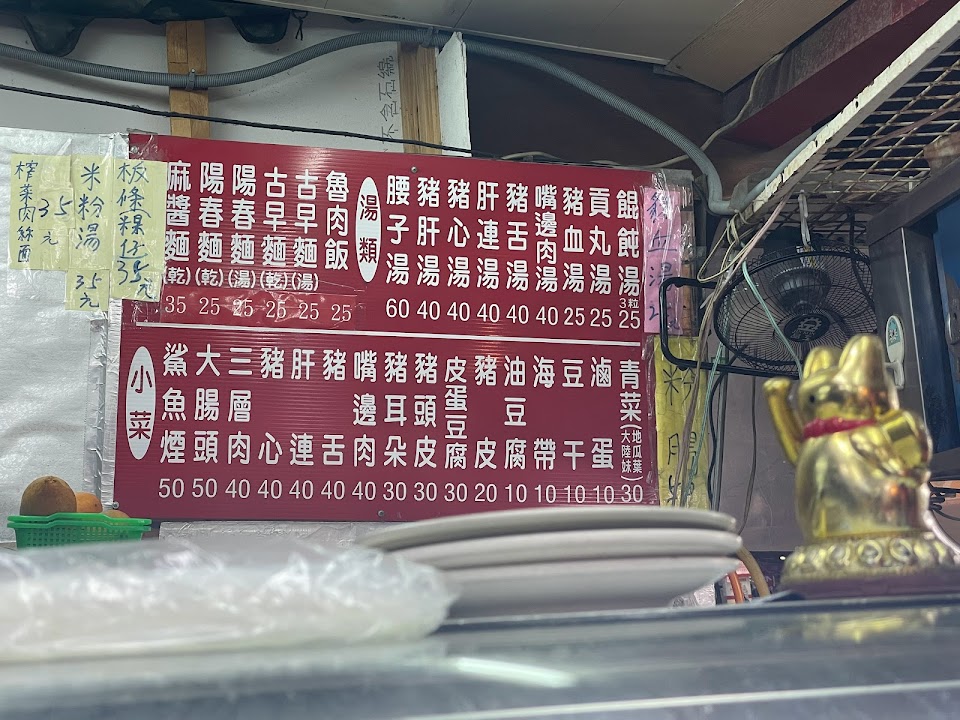 不含石綿
魯肉飯 25
古早麵(湯) 25
古早麵(乾) 25
陽春麵(湯) 25
陽春麵(乾) 25
麻醬麵(乾) 35
板條粿仔 35元
米粉湯 35元
榨菜肉絲麵 35元
餛飩湯 3粒 25
貢丸湯 25
豬血湯 25
嘴邊肉湯 40
豬舌湯 40
肝連湯 40
豬心湯 40
豬肝湯 40
腰子湯 60
湯類
青菜(地瓜葉 大陸妹) 30
滷蛋 10
豆干 10
海帶 10
油豆腐 10
豬皮 20
皮蛋豆腐 30
豬頭皮 30
豬耳朵 30
嘴邊肉 40
豬舌 40
肝連 40
豬心 40
三層肉 40
大腸頭 50
鯊魚煙 50
小菜